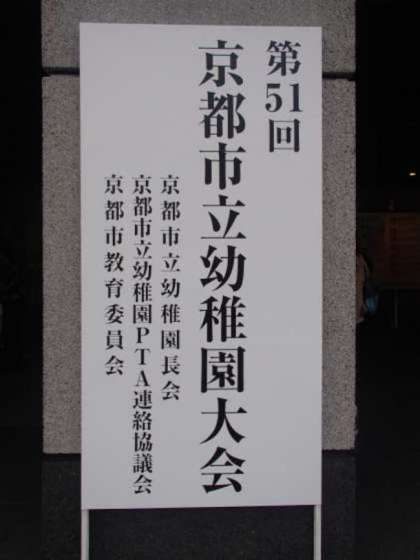 第51回
京都市立幼稚園大会
京都市立幼稚園長会
京都市立幼稚園PTA連絡協議会
京都市教育委員会